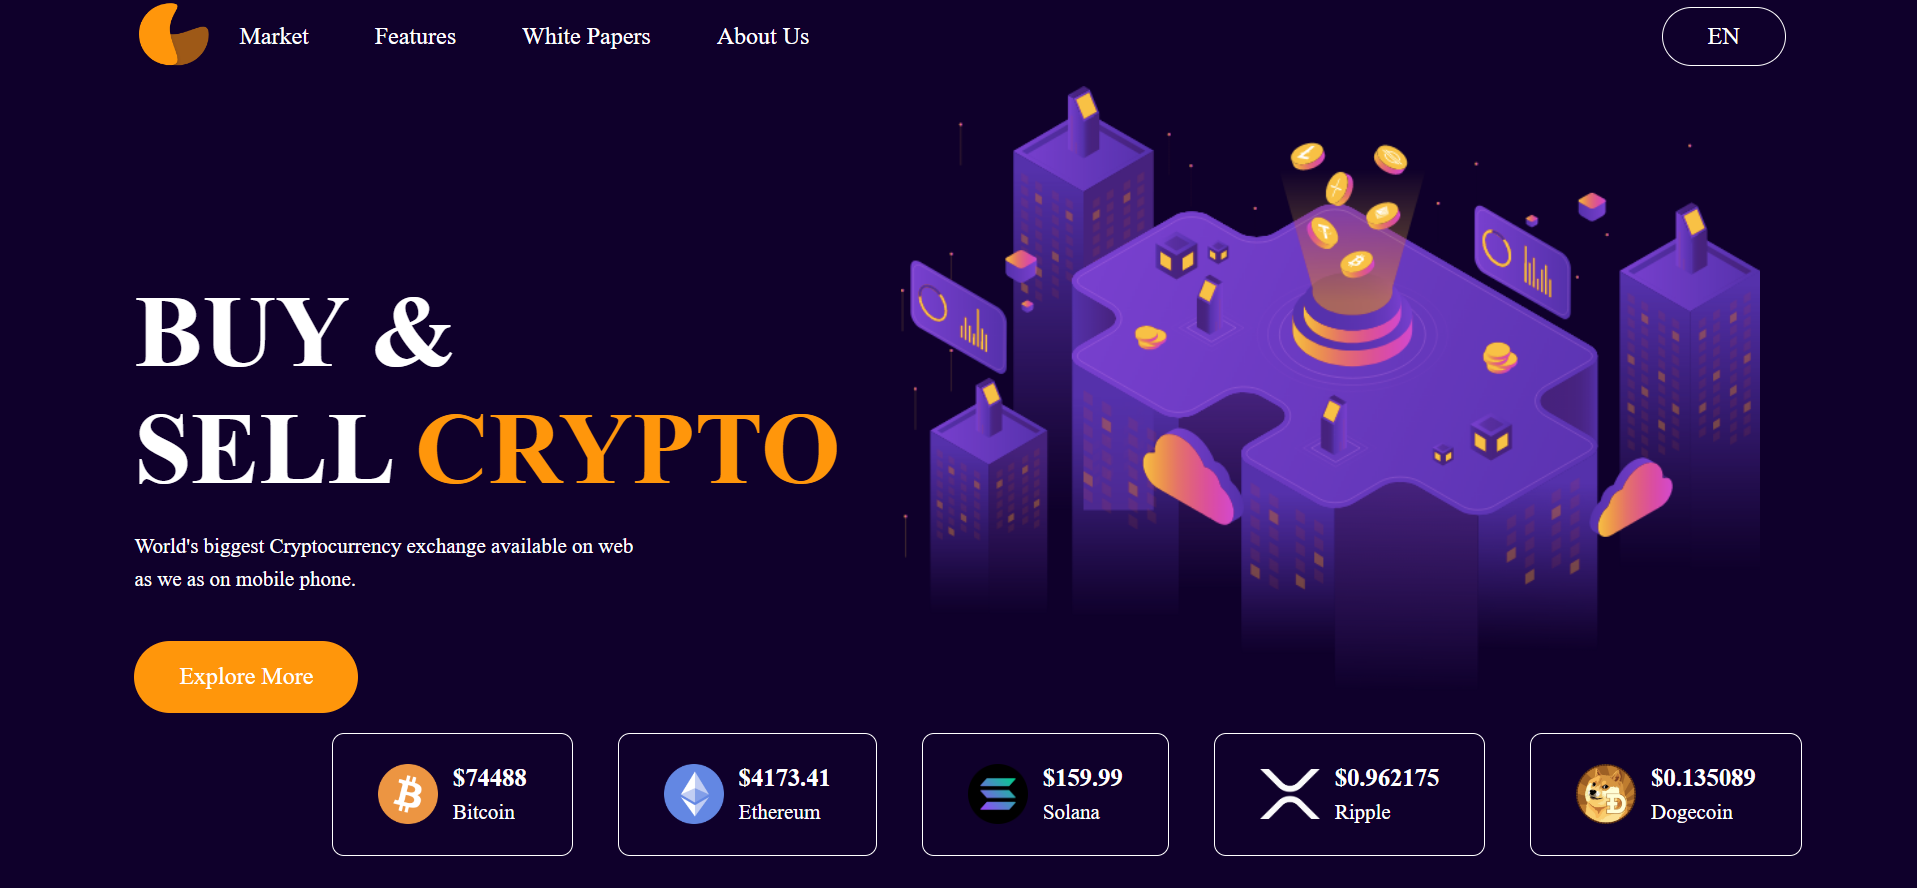 Market Features White Papers About Us EN
BUY &
SELL CRYPTO
World's biggest Cryptocurrency exchange available on web
as we as on mobile phone.
Explore More
$74488
Bitcoin
$4173.41
Ethereum
$159.99
Solana
$0.962175
Ripple
$0.135089
Dogecoin